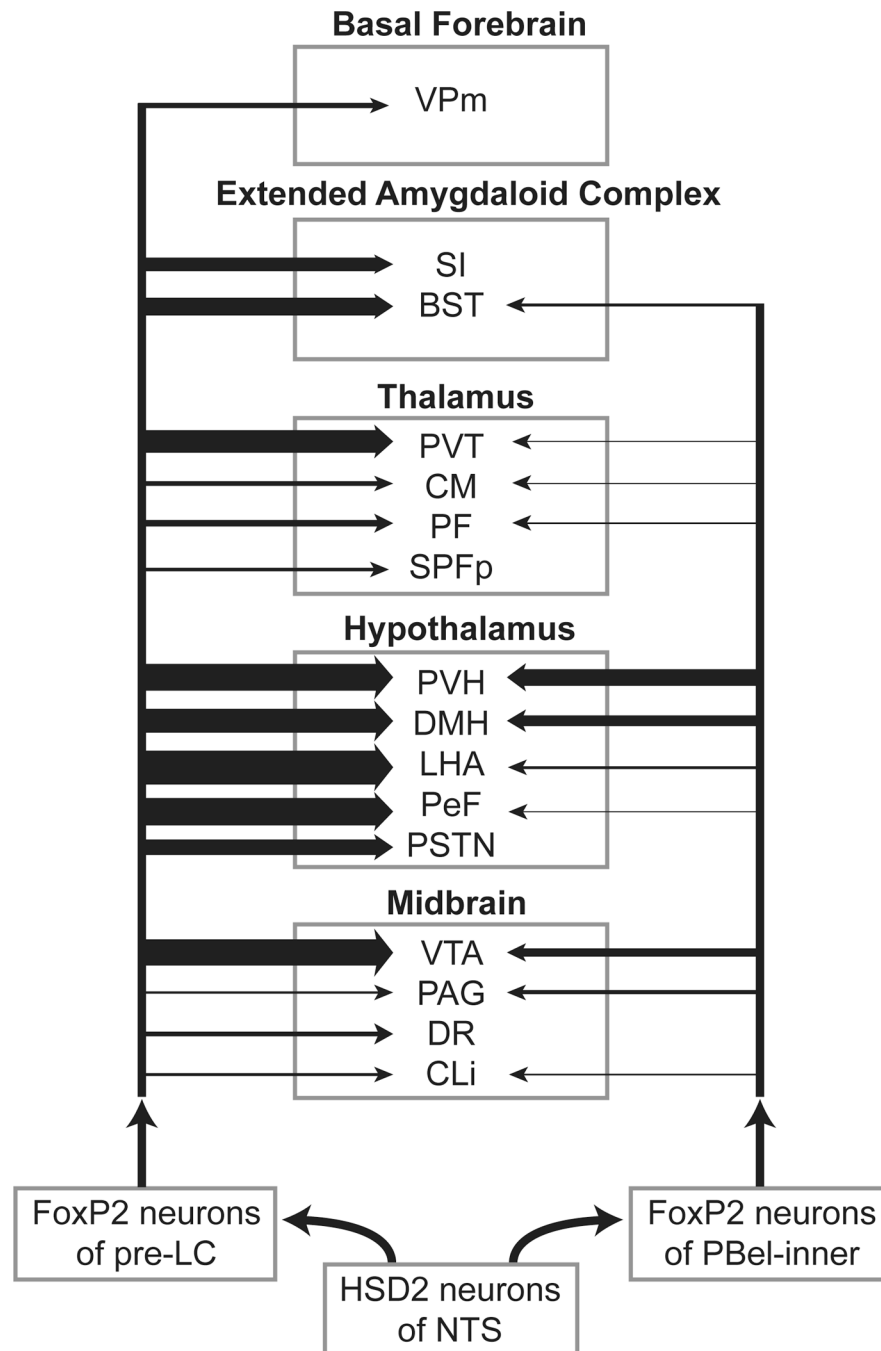 Basal Forebrain
VPm
Extended Amygdaloid Complex
SI
BST
Thalamus
PVT
CM
PF
SPFp
Hypothalamus
PVH
DMH
LHA
PeF
PSTN
Midbrain
VTA
PAG
DR
CLi
FoxP2 neurons
of pre-LC
FoxP2 neurons
of PBel-inner
HSD2 neurons
of NTS